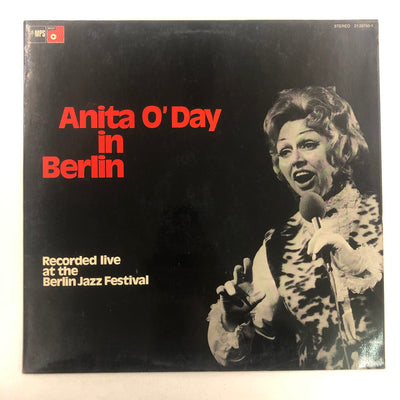 MPS
STEREO
Anita O'Day
in
Berlin
Recorded live
at the
Berlin Jazz Festival